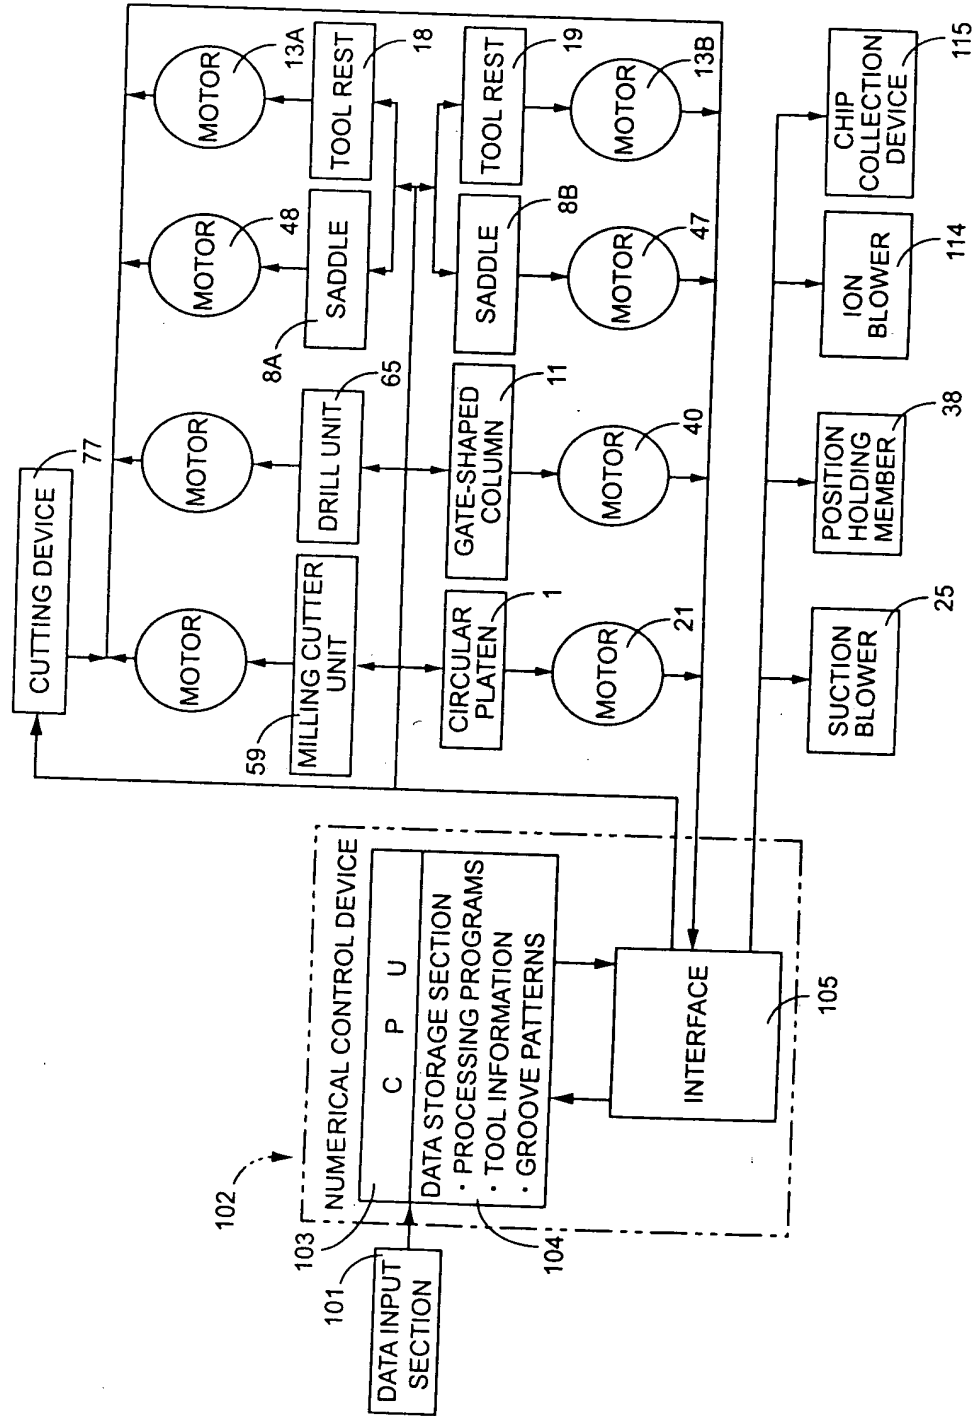 CUTTING DEVICE
77
MOTOR
MOTOR
MOTOR
48
MOTOR
13A
59
MILLING CUTTER
UNIT
DRILL UNIT
65
8A
SADDLE
TOOL REST
18
CIRCULAR
PLATEN
1
GATE-SHAPED
COLUMN
11
SADDLE
8B
TOOL REST
19
MOTOR
21
MOTOR
40
MOTOR
47
MOTOR
13B
SUCTION
BLOWER
25
POSITION
HOLDING
MEMBER
38
ION
BLOWER
114
CHIP
COLLECTION
DEVICE
115
101
DATA INPUT
SECTION
102
NUMERICAL CONTROL DEVICE
103
C P U
DATA STORAGE SECTION
· PROCESSING PROGRAMS
· TOOL INFORMATION
· GROOVE PATTERNS
104
INTERFACE
105